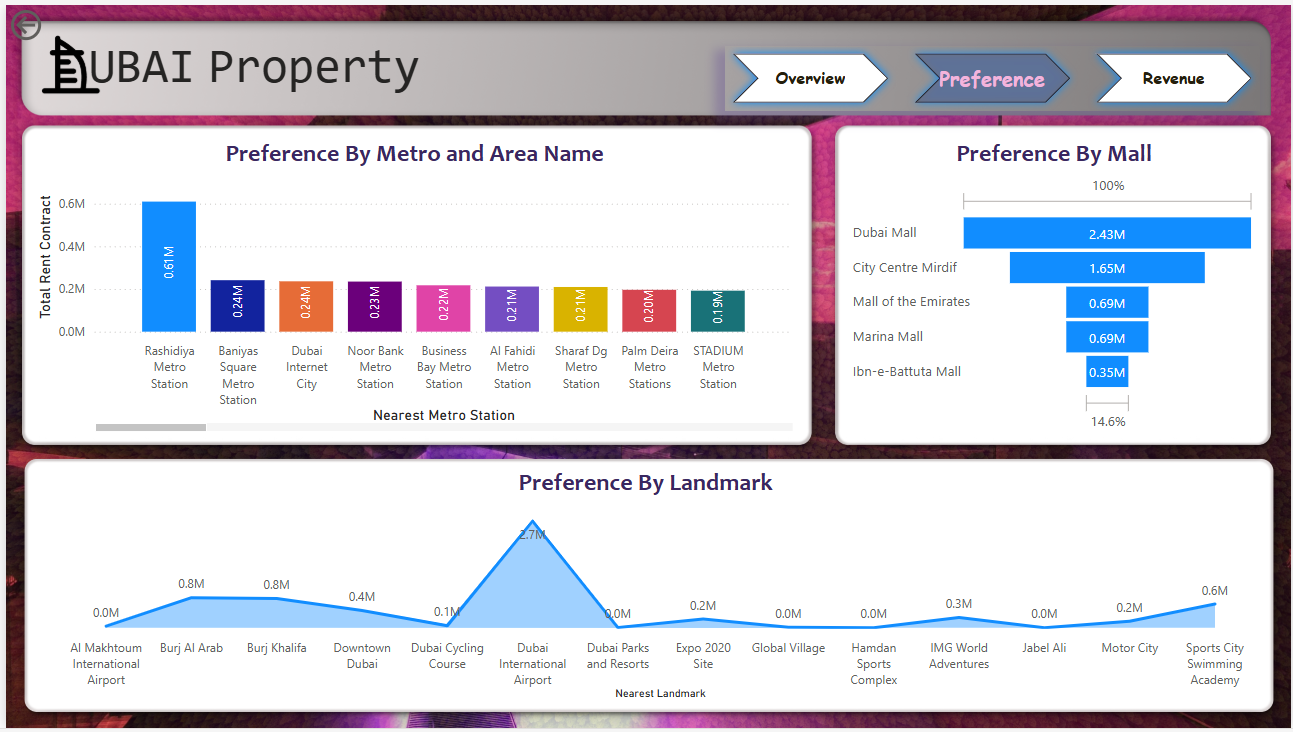 DUBAI Property
Overview
Preference
Revenue
Preference By Metro and Area Name
Total Rent Contract
0.6M
0.4M
0.2M
0.0M
0.61M
0.24M
0.24M
0.23M
0.22M
0.21M
0.21M
0.20M
0.19M
Rashidiya
Metro
Station
Baniyas
Square
Metro
Station
Dubai
Internet
City
Noor Bank
Metro
Station
Business
Bay Metro
Station
Al Fahidi
Metro
Station
Sharaf Dg
Metro
Station
Palm Deira
Metro
Stations
STADIUM
Metro
Station
Nearest Metro Station
Preference By Mall
100%
Dubai Mall
2.43M
City Centre Mirdif
1.65M
Mall of the Emirates
0.69M
Marina Mall
0.69M
Ibn-e-Battuta Mall
0.35M
14.6%
Preference By Landmark
0.0M
0.8M
0.8M
0.4M
0.1M
2.7M
0.0M
0.2M
0.0M
0.0M
0.3M
0.0M
0.2M
0.6M
Al Makhtoum
International
Airport
Burj Al Arab
Burj Khalifa
Downtown
Dubai
Dubai Cycling
Course
Dubai
International
Airport
Dubai Parks
and Resorts
Expo 2020
Site
Global Village
Hamdan
Sports
Complex
IMG World
Adventures
Jabel Ali
Motor City
Sports City
Swimming
Academy
Nearest Landmark